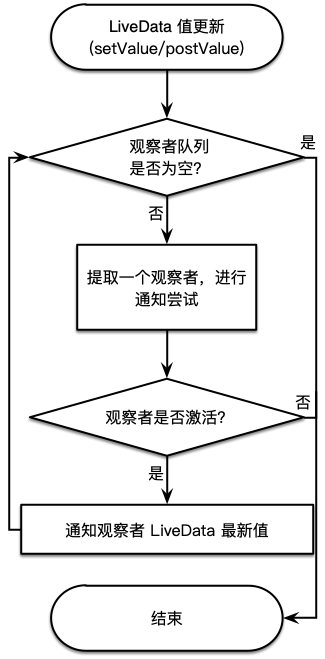 LiveData 值更新
(setValue/postValue)
观察者队列
是否为空?
是
否
提取一个观察者，进行
通知尝试
否
观察者是否激活?
是
通知观察者 LiveData 最新值
结束